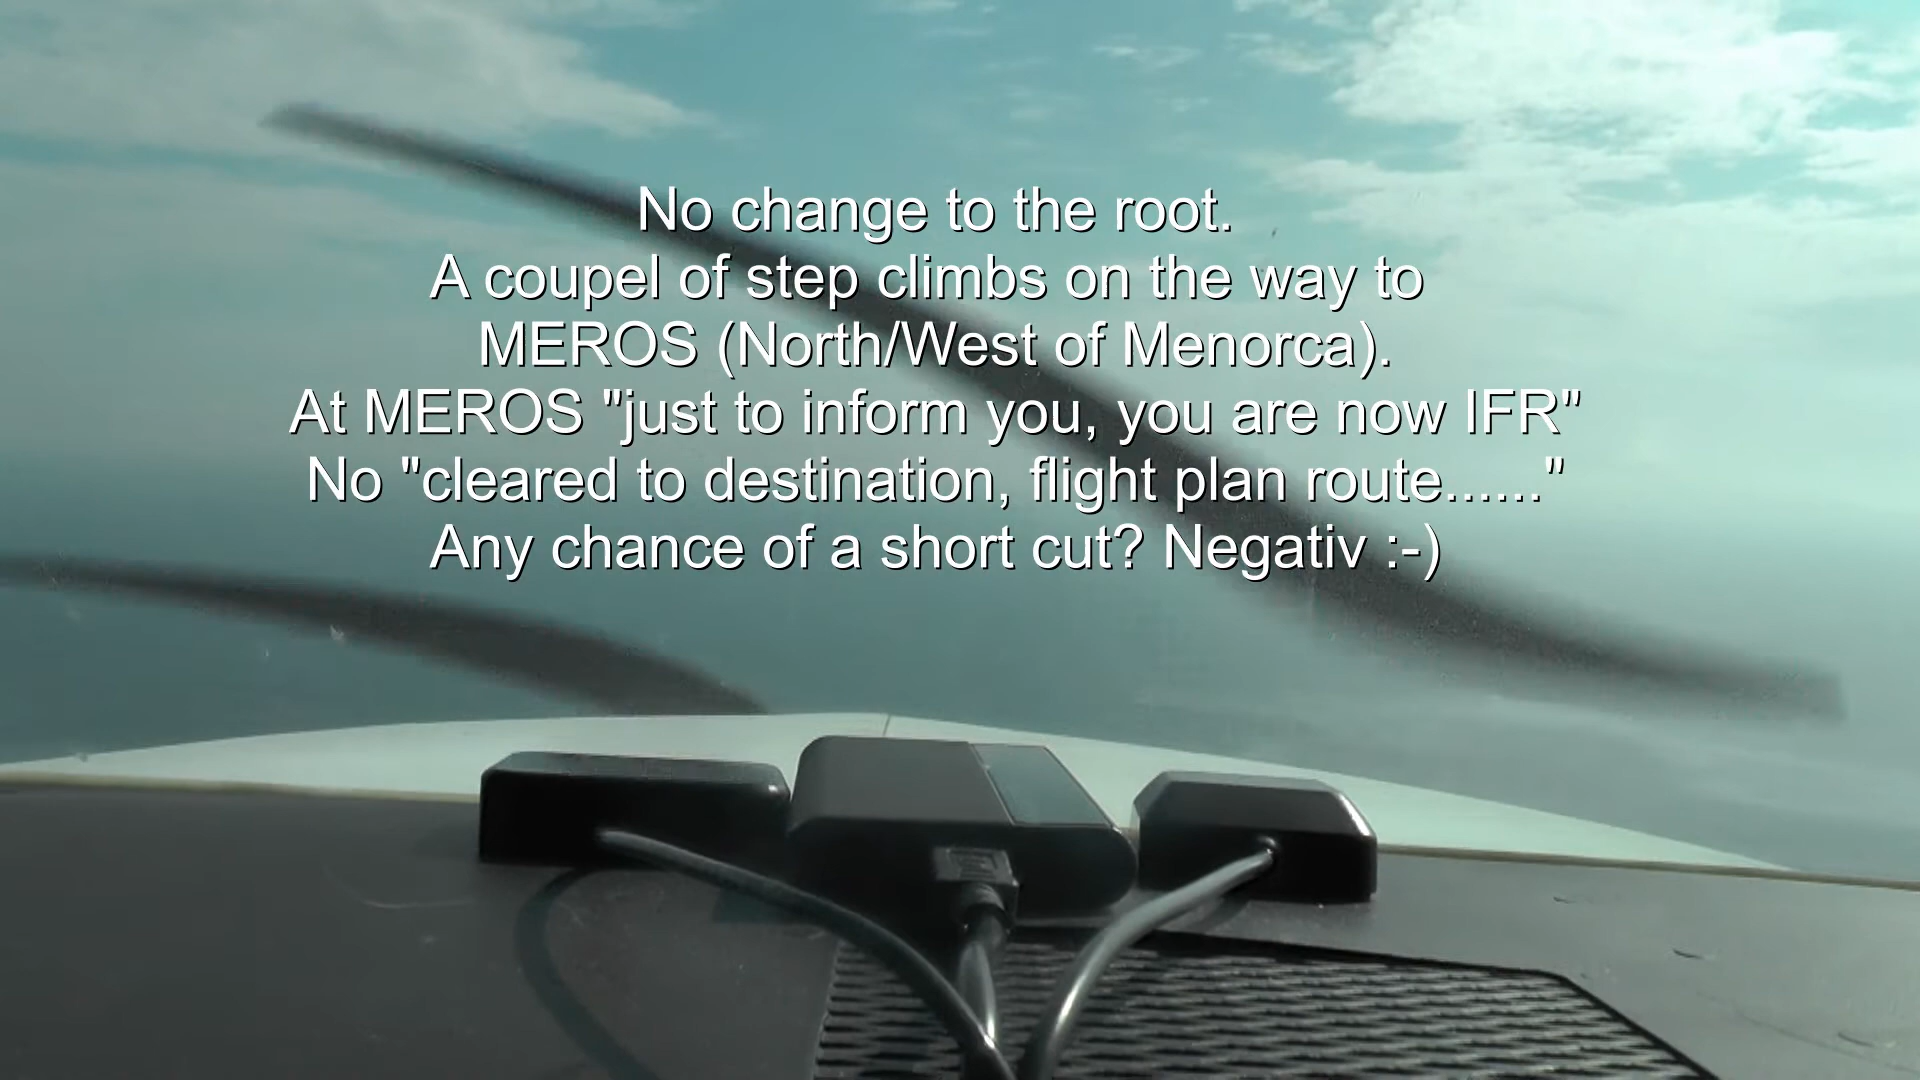 No change to the root.
A coupel of step climbs on the way to
MEROS (North/West of Menorca).
At MEROS "just to inform you, you are now IFR"
No "cleared to destination, flight plan route......"
Any chance of a short cut? Negativ :-)